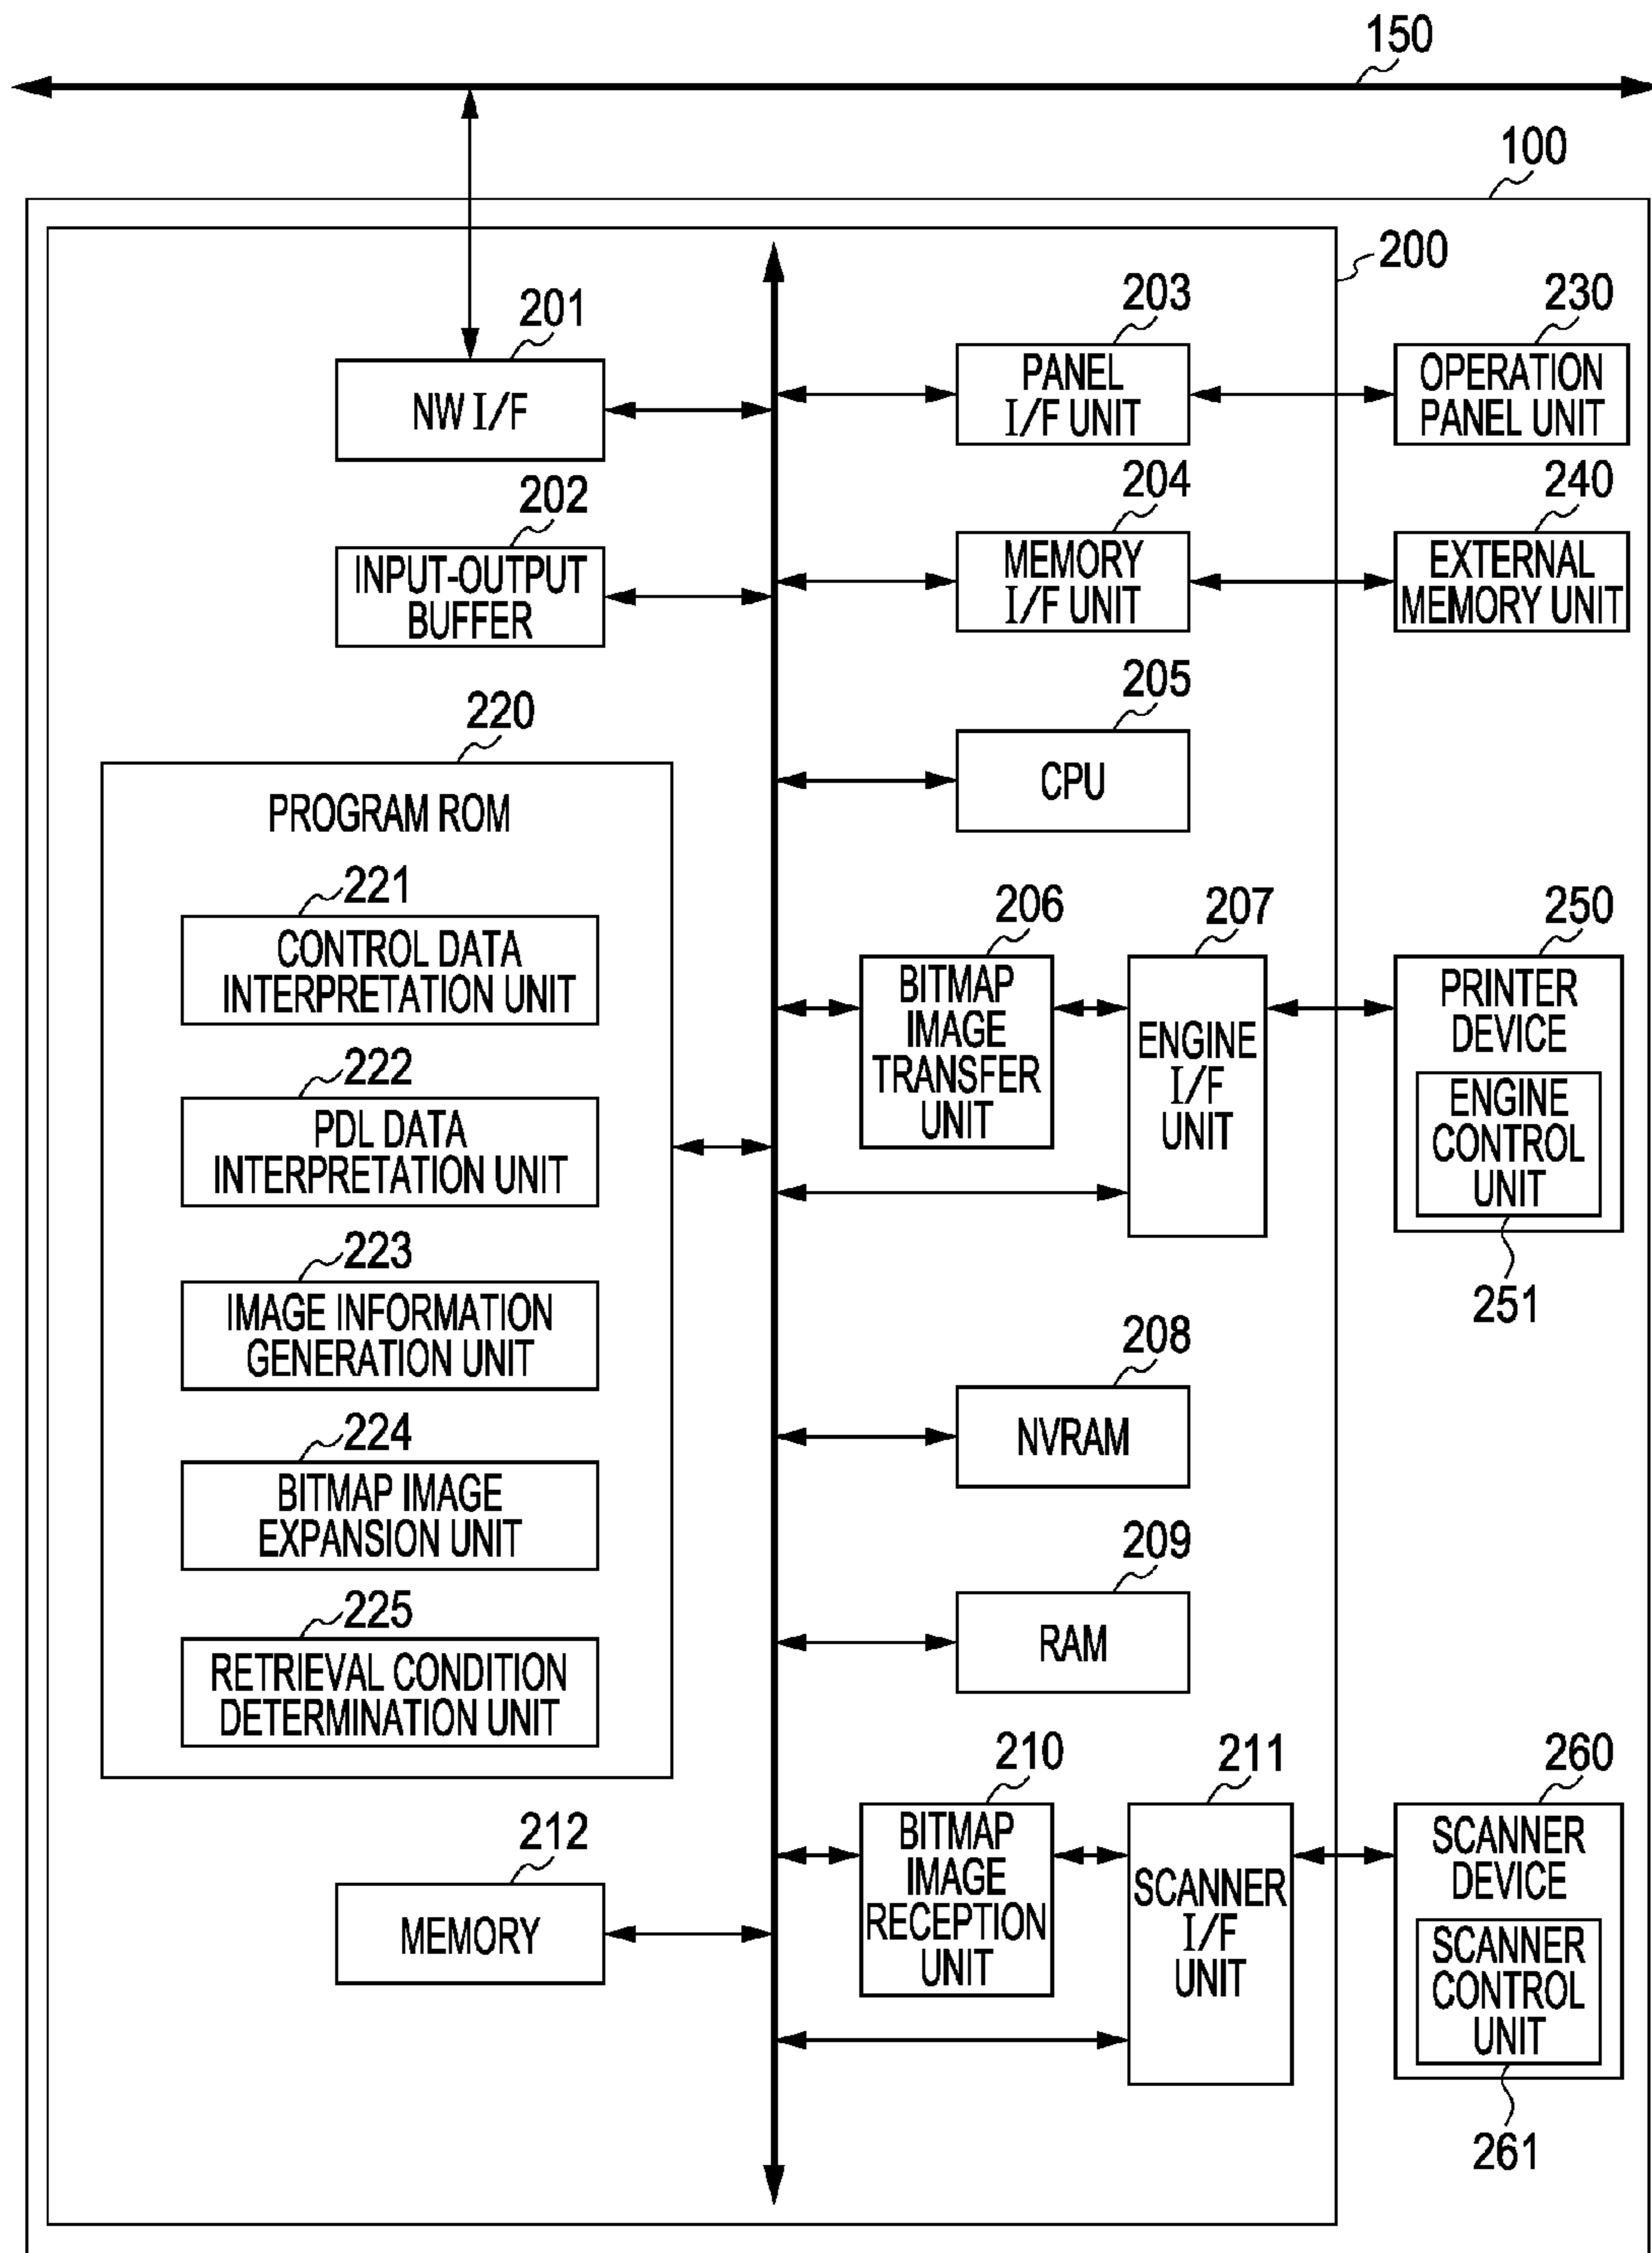 150
100
200
201
NW I/F
202
INPUT-OUTPUT
BUFFER
203
PANEL
I/F UNIT
230
OPERATION
PANEL UNIT
204
MEMORY
I/F UNIT
240
EXTERNAL
MEMORY UNIT
205
CPU
220
PROGRAM ROM
221
CONTROL DATA
INTERPRETATION UNIT
222
PDL DATA
INTERPRETATION UNIT
223
IMAGE INFORMATION
GENERATION UNIT
224
BITMAP IMAGE
EXPANSION UNIT
225
RETRIEVAL CONDITION
DETERMINATION UNIT
206
BITMAP
IMAGE
TRANSFER
UNIT
207
ENGINE
I/F
UNIT
250
PRINTER
DEVICE
ENGINE
CONTROL
UNIT
251
208
NVRAM
209
RAM
210
BITMAP
IMAGE
RECEPTION
UNIT
211
SCANNER
I/F
UNIT
260
SCANNER
DEVICE
SCANNER
CONTROL
UNIT
261
212
MEMORY